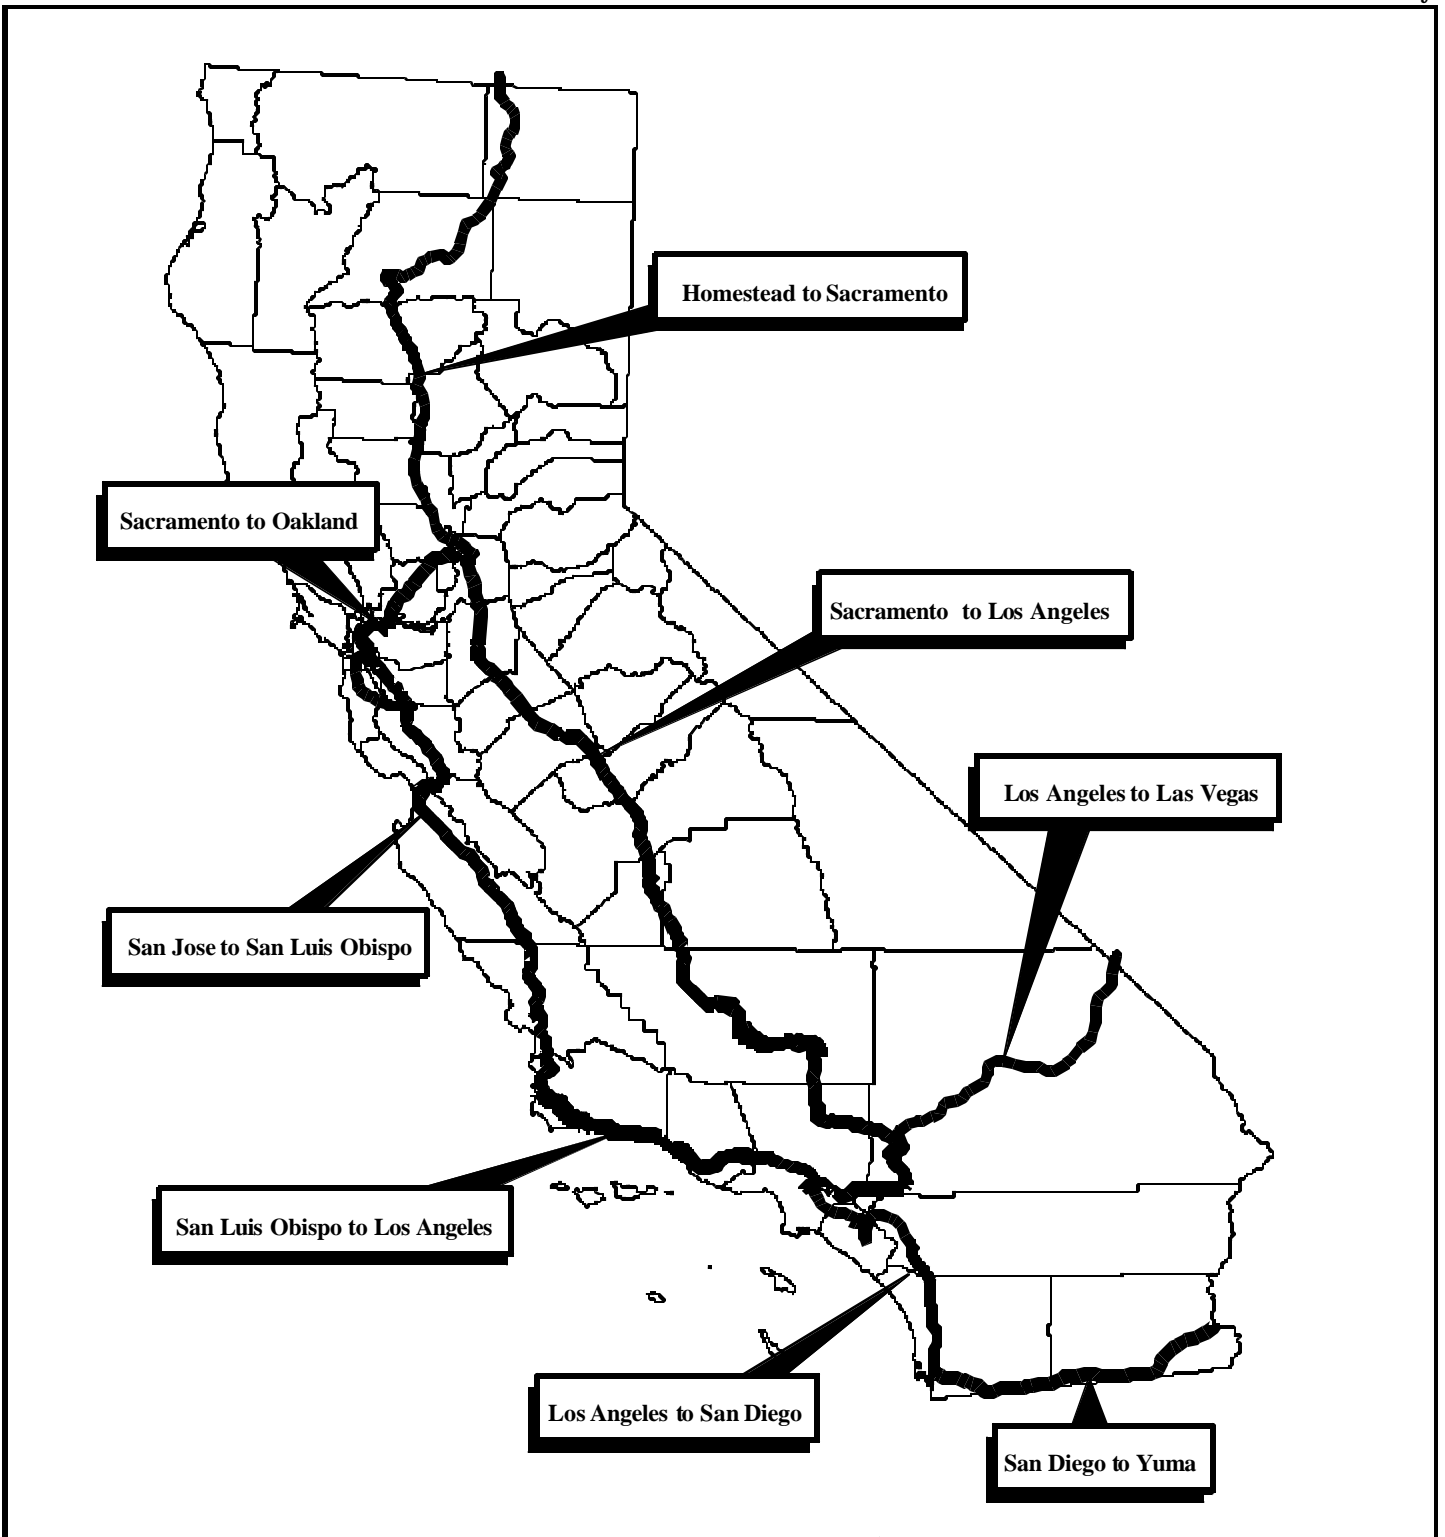 Homestead to Sacramento
Sacramento to Oakland
Sacramento to Los Angeles
Los Angeles to Las Vegas
San Jose to San Luis Obispo
San Luis Obispo to Los Angeles
Los Angeles to San Diego
San Diego to Yuma